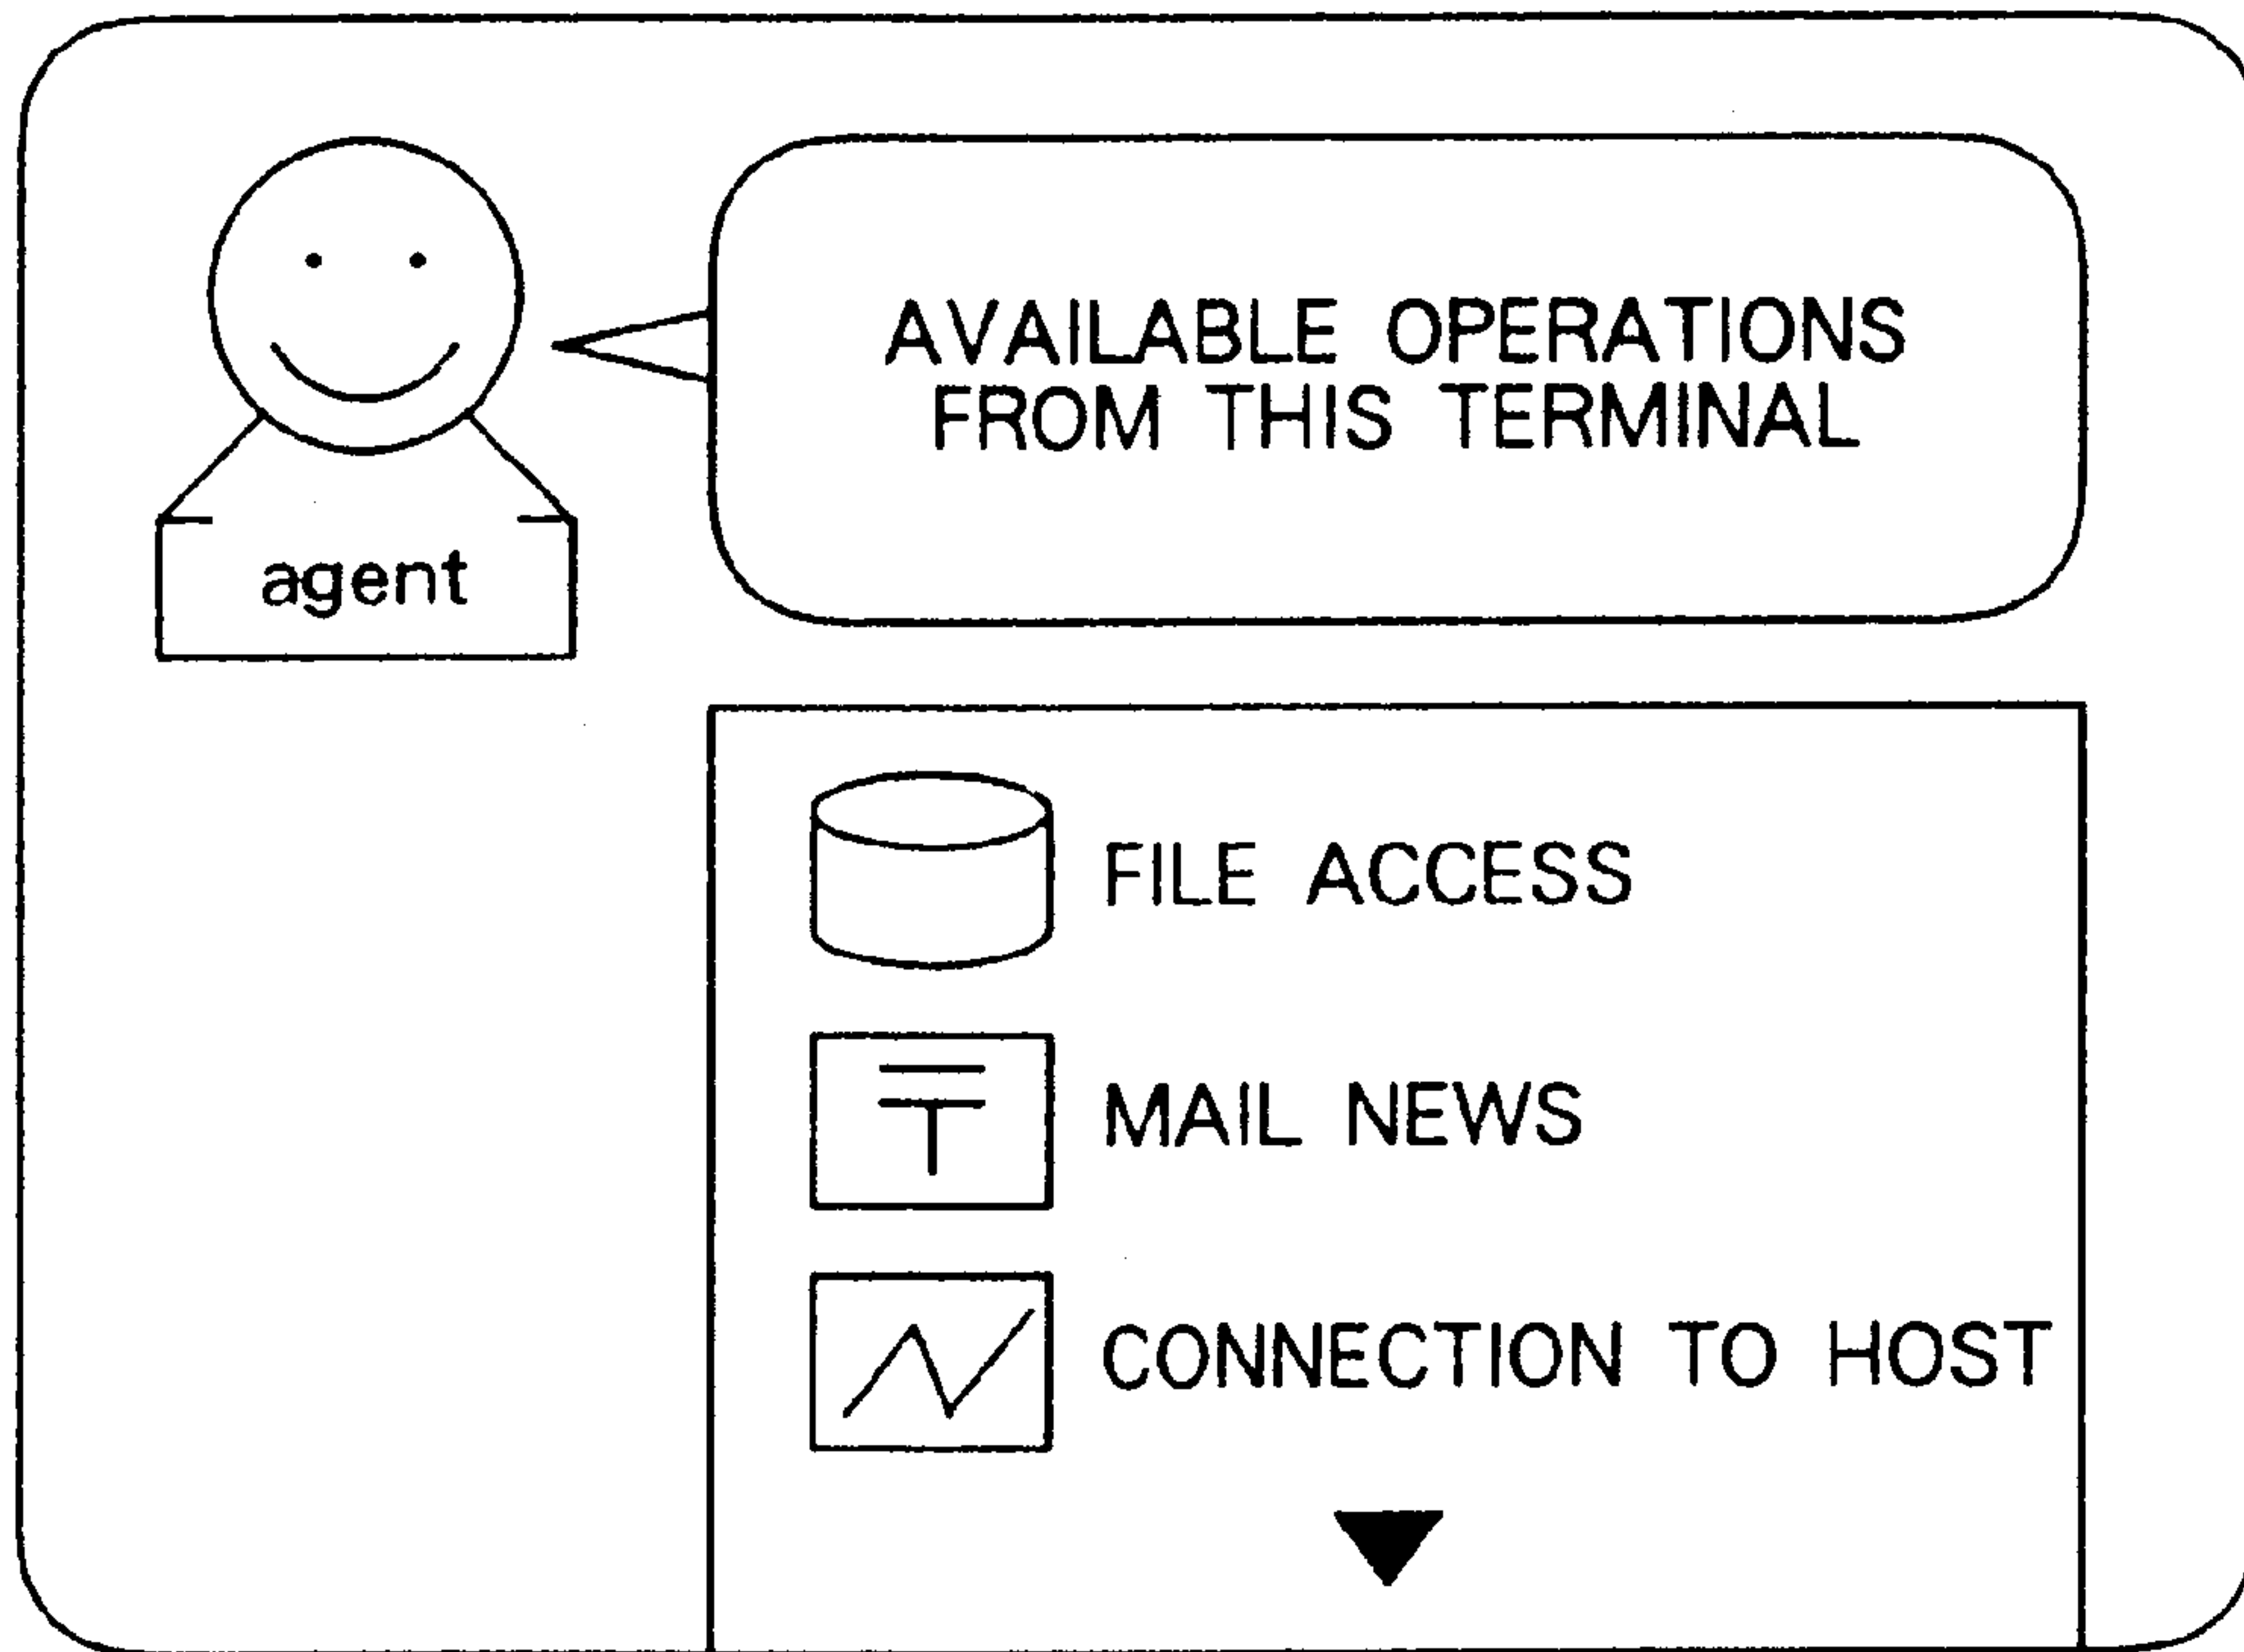 AVAILABLE OPERATIONS
FROM THIS TERMINAL
agent
FILE ACCESS
〒
MAIL NEWS
CONNECTION TO HOST